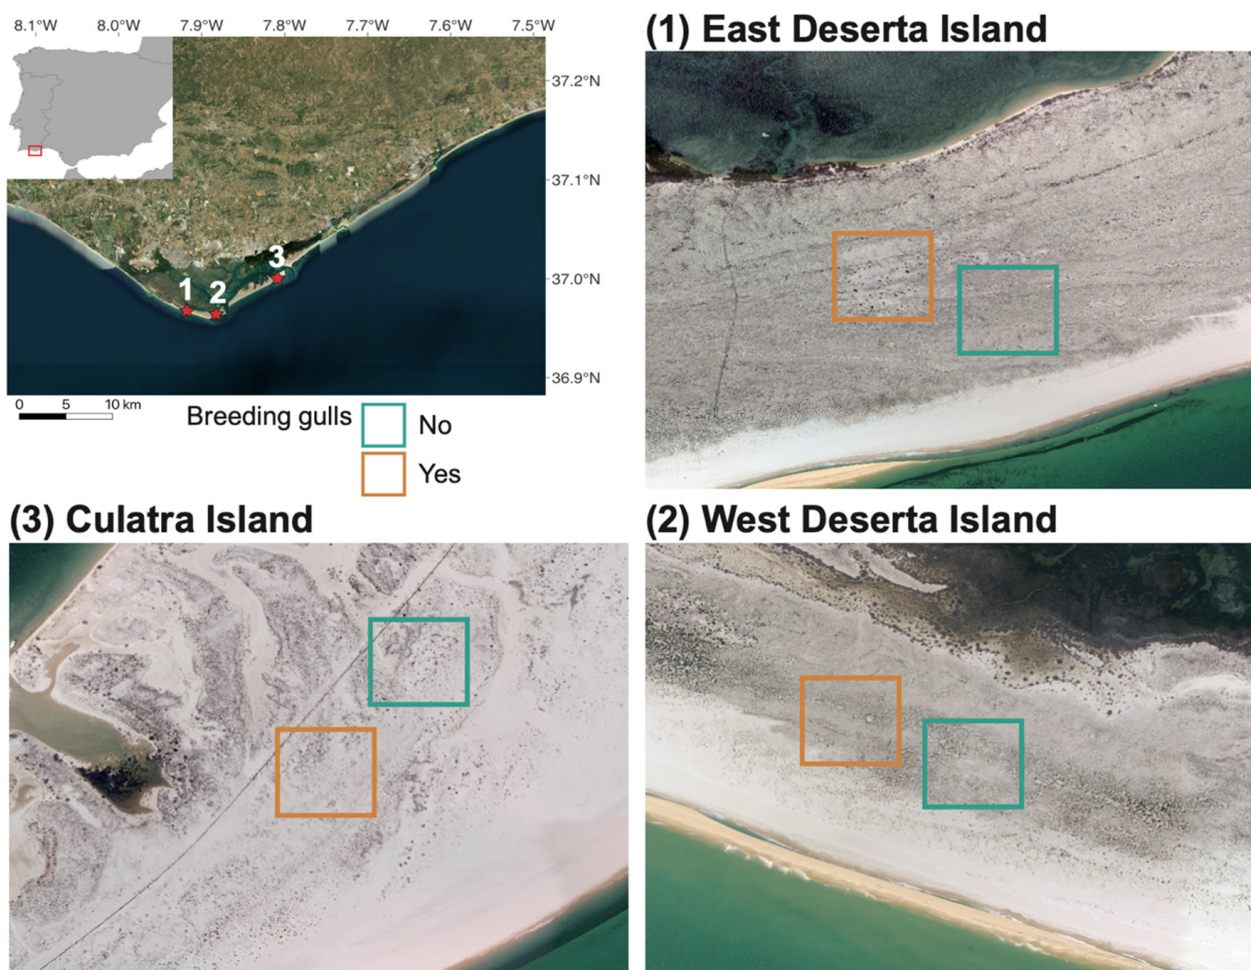 8.1°W 8.0°W 7.9°W 7.8°W 7.7°W 7.6°W 7.5°W
37.2°N
37.1°N
37.0°N
36.9°N
1 2 3
0 5 10 km
Breeding gulls
No
Yes
(1) East Deserta Island
(3) Culatra Island
(2) West Deserta Island